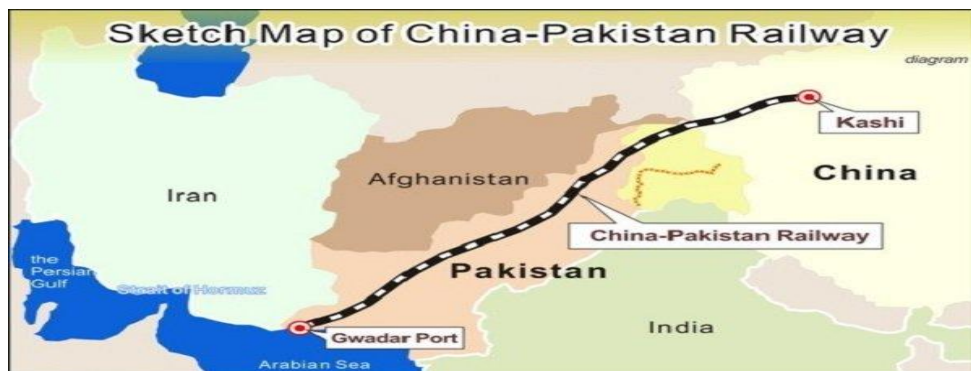 Sketch Map of China-Pakistan Railway
diagram
Kashi
China
Afghanistan
Iran
China-Pakistan Railway
Pakistan
the
Persian
Gulf
Strait of Hormuz
India
Gwadar Port
Arabian Sea